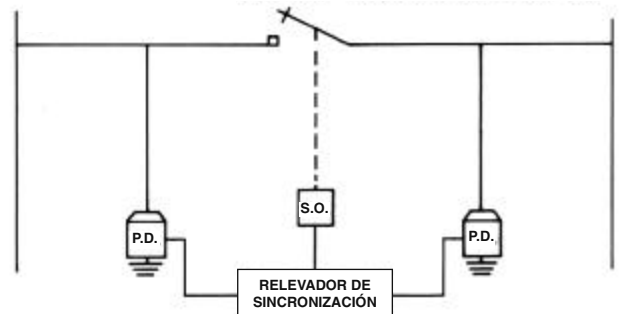 S.O.
P.D.
P.D.
RELEVADOR DE
SINCRONIZACIÓN